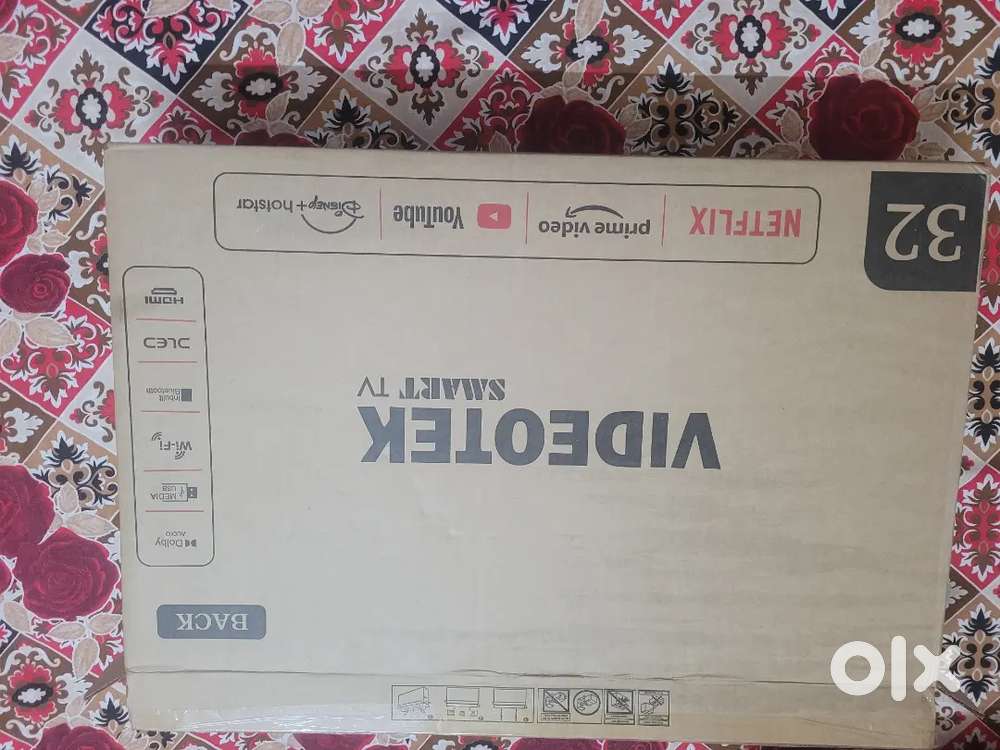 32
NETFLIX
prime video
YouTube
Disney+ hotstar
VIDEOTEK
SMART TV
HDMI
DLED
Inbuilt
Bluetooth
Wi-Fi
MEDIA
USB
Dolby
AUDIO
BACK
olx